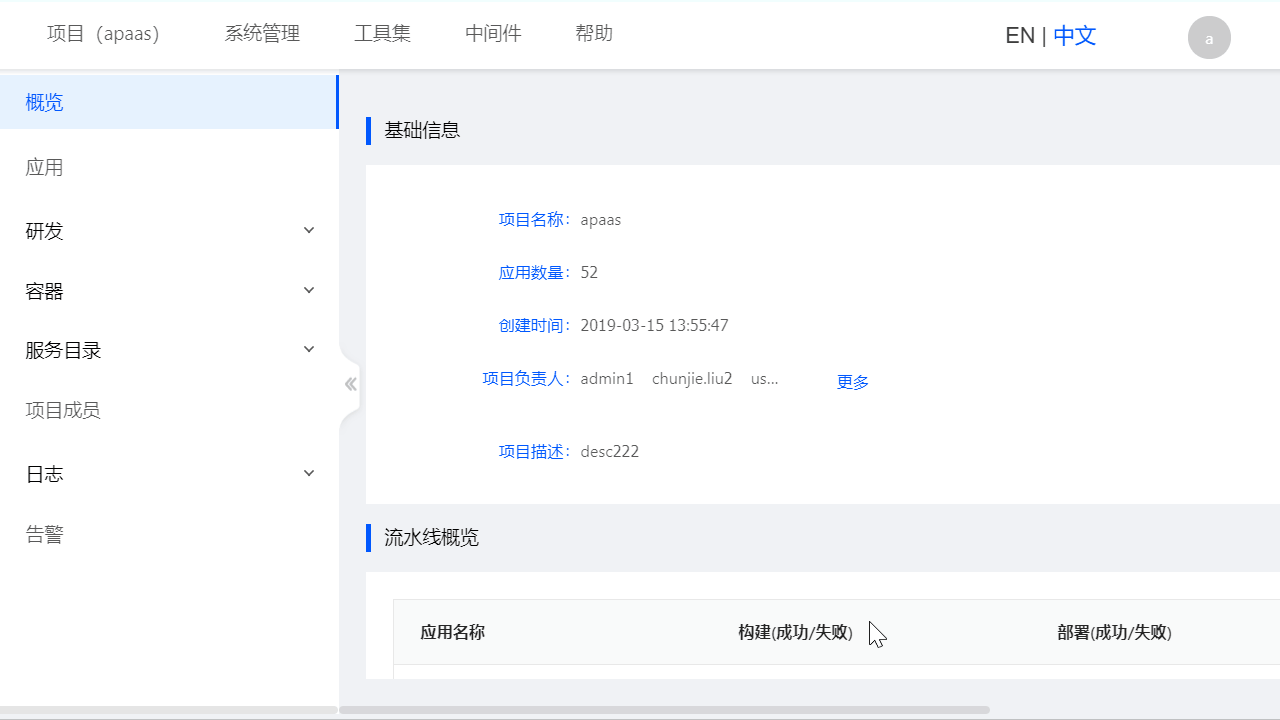 项目（apaas） 系统管理 工具集 中间件 帮助 EN | 中文 a
概览
应用
研发
容器
服务目录
项目成员
日志
告警
基础信息
项目名称： apaas
应用数量： 52
创建时间： 2019-03-15 13:55:47
项目负责人： admin1 chunjie.liu2 us... 更多
项目描述： desc222
流水线概览
应用名称 构建(成功/失败) 部署(成功/失败)